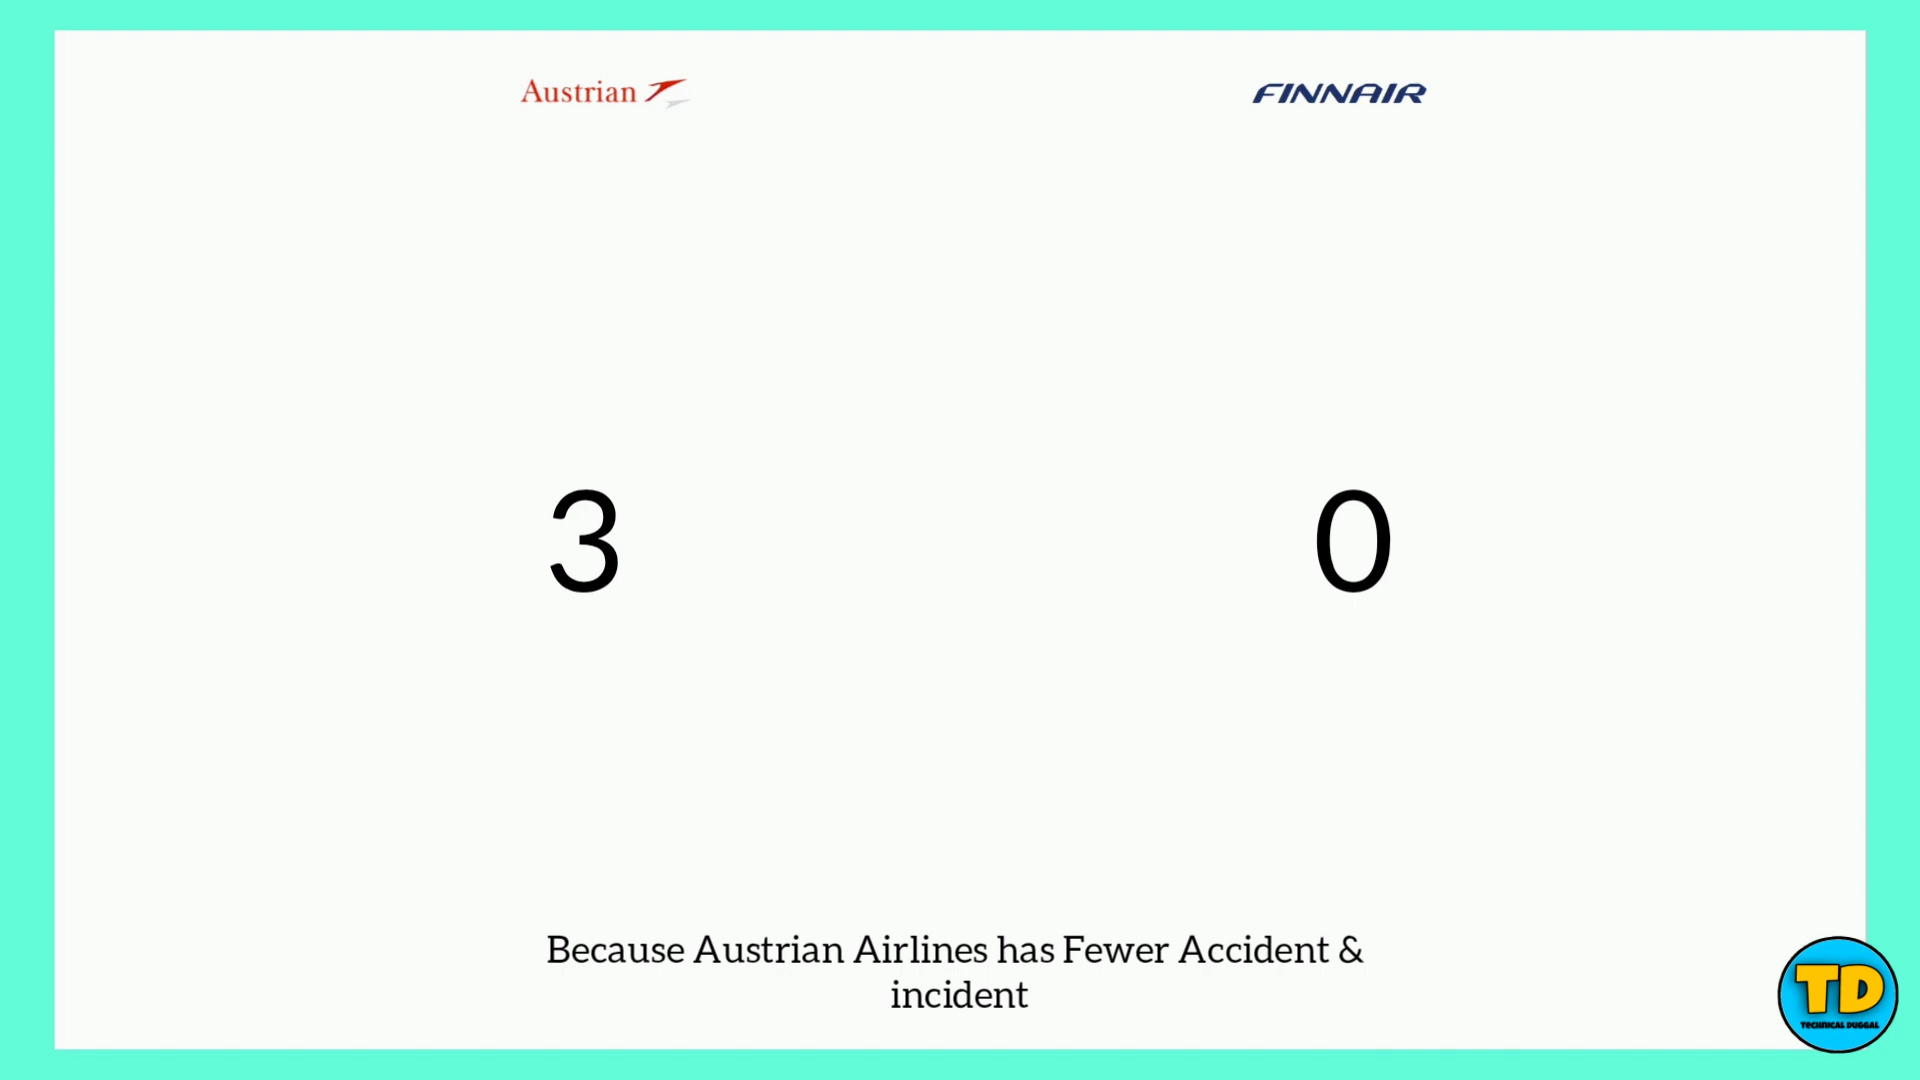 Austrian
FINNAIR
3
0
Because Austrian Airlines has Fewer Accident &
incident
TD
TECHNICAL DUGGAL